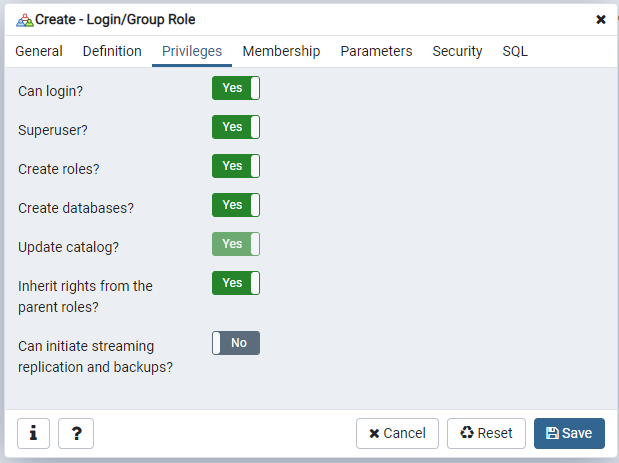 Create - Login/Group Role
General Definition Privileges Membership Parameters Security SQL
Can login? Yes
Superuser? Yes
Create roles? Yes
Create databases? Yes
Update catalog? Yes
Inherit rights from the Yes
parent roles?
Can initiate streaming No
replication and backups?
i ? Cancel Reset Save